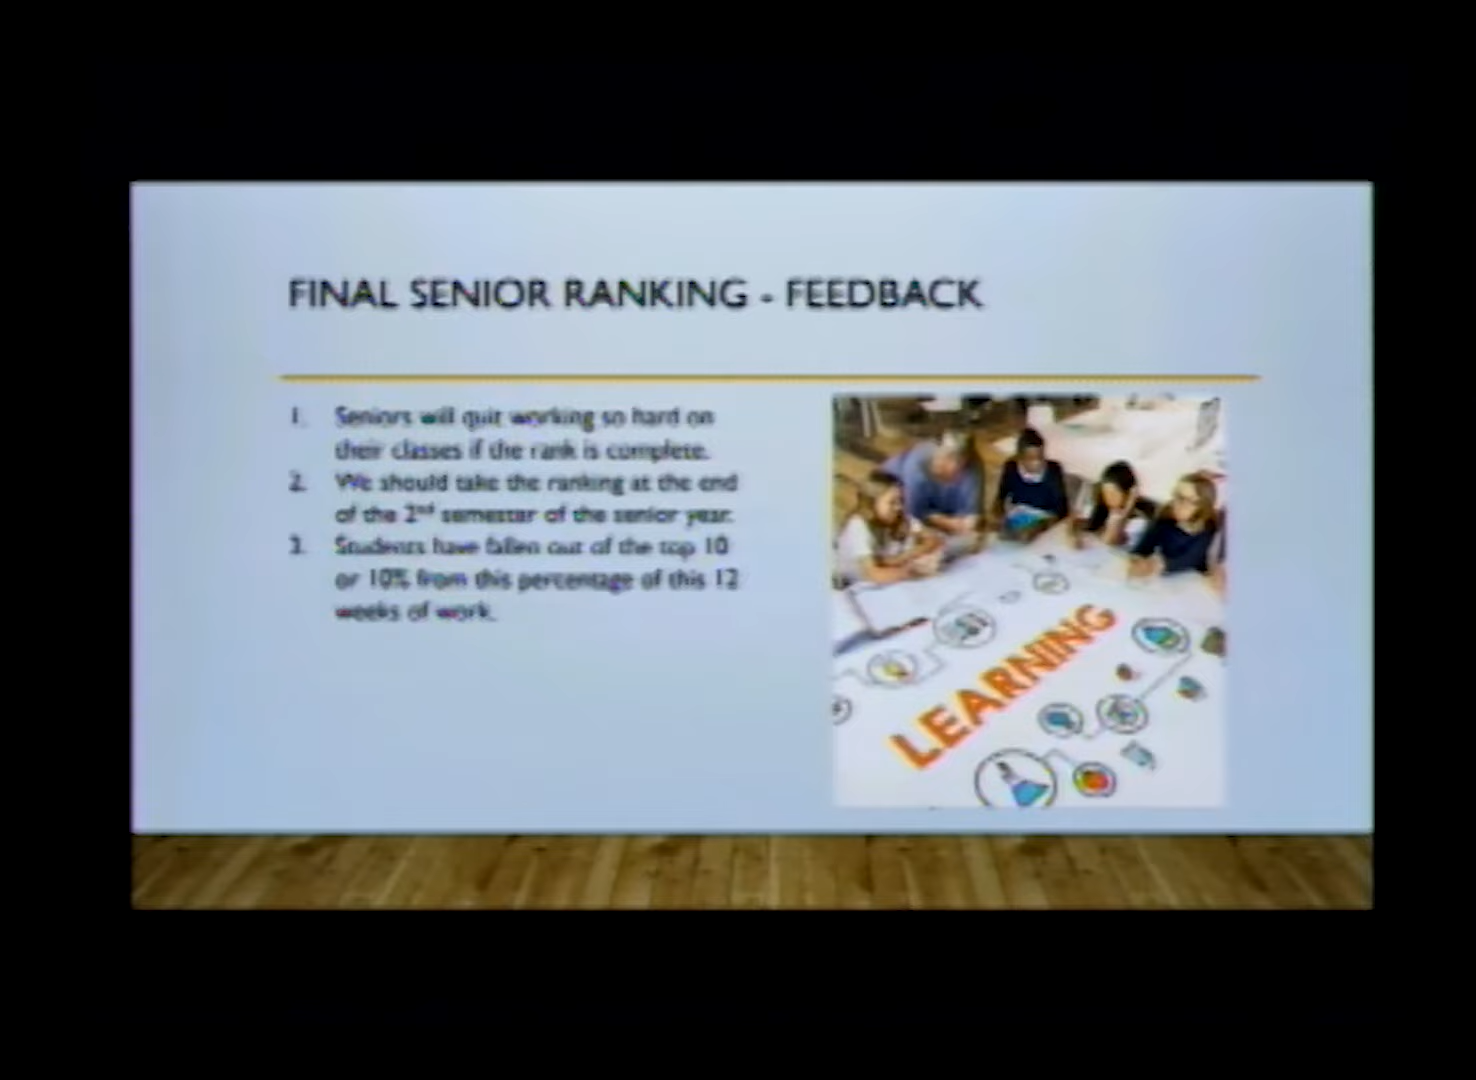 FINAL SENIOR RANKING - FEEDBACK
1. Seniors will quit working so hard on
their classes if the rank is complete.
2. We should take the ranking at the end
of the 2nd semester of the senior year.
3. Students have fallen out of the top 10
or 10% from this percentage of this 12
weeks of work.
LEARNING